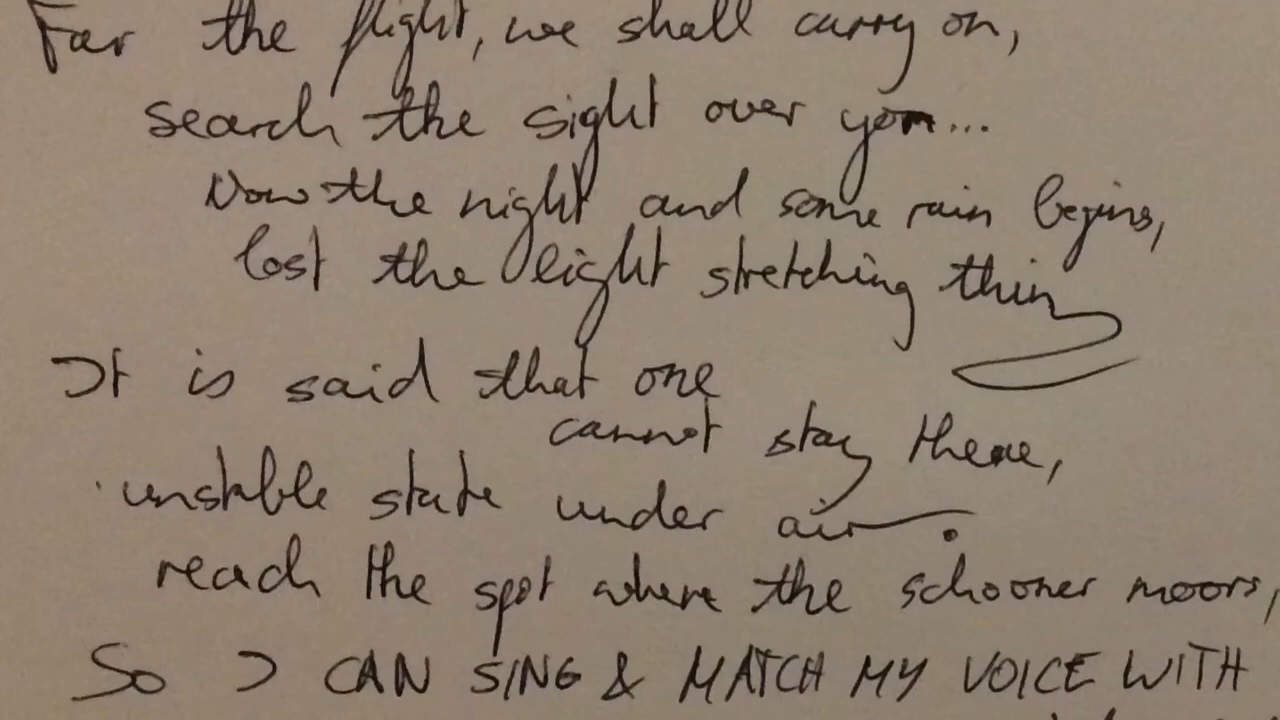 Far the flight, we shall carry on,
search the sight over yon...
Now the night and some rain begins,
lost the light stretching thin
It is said that one
cannot stay there,
unstable state under air.
reach the spot where the schooner moors,
So I CAN SING & MATCH MY VOICE WITH